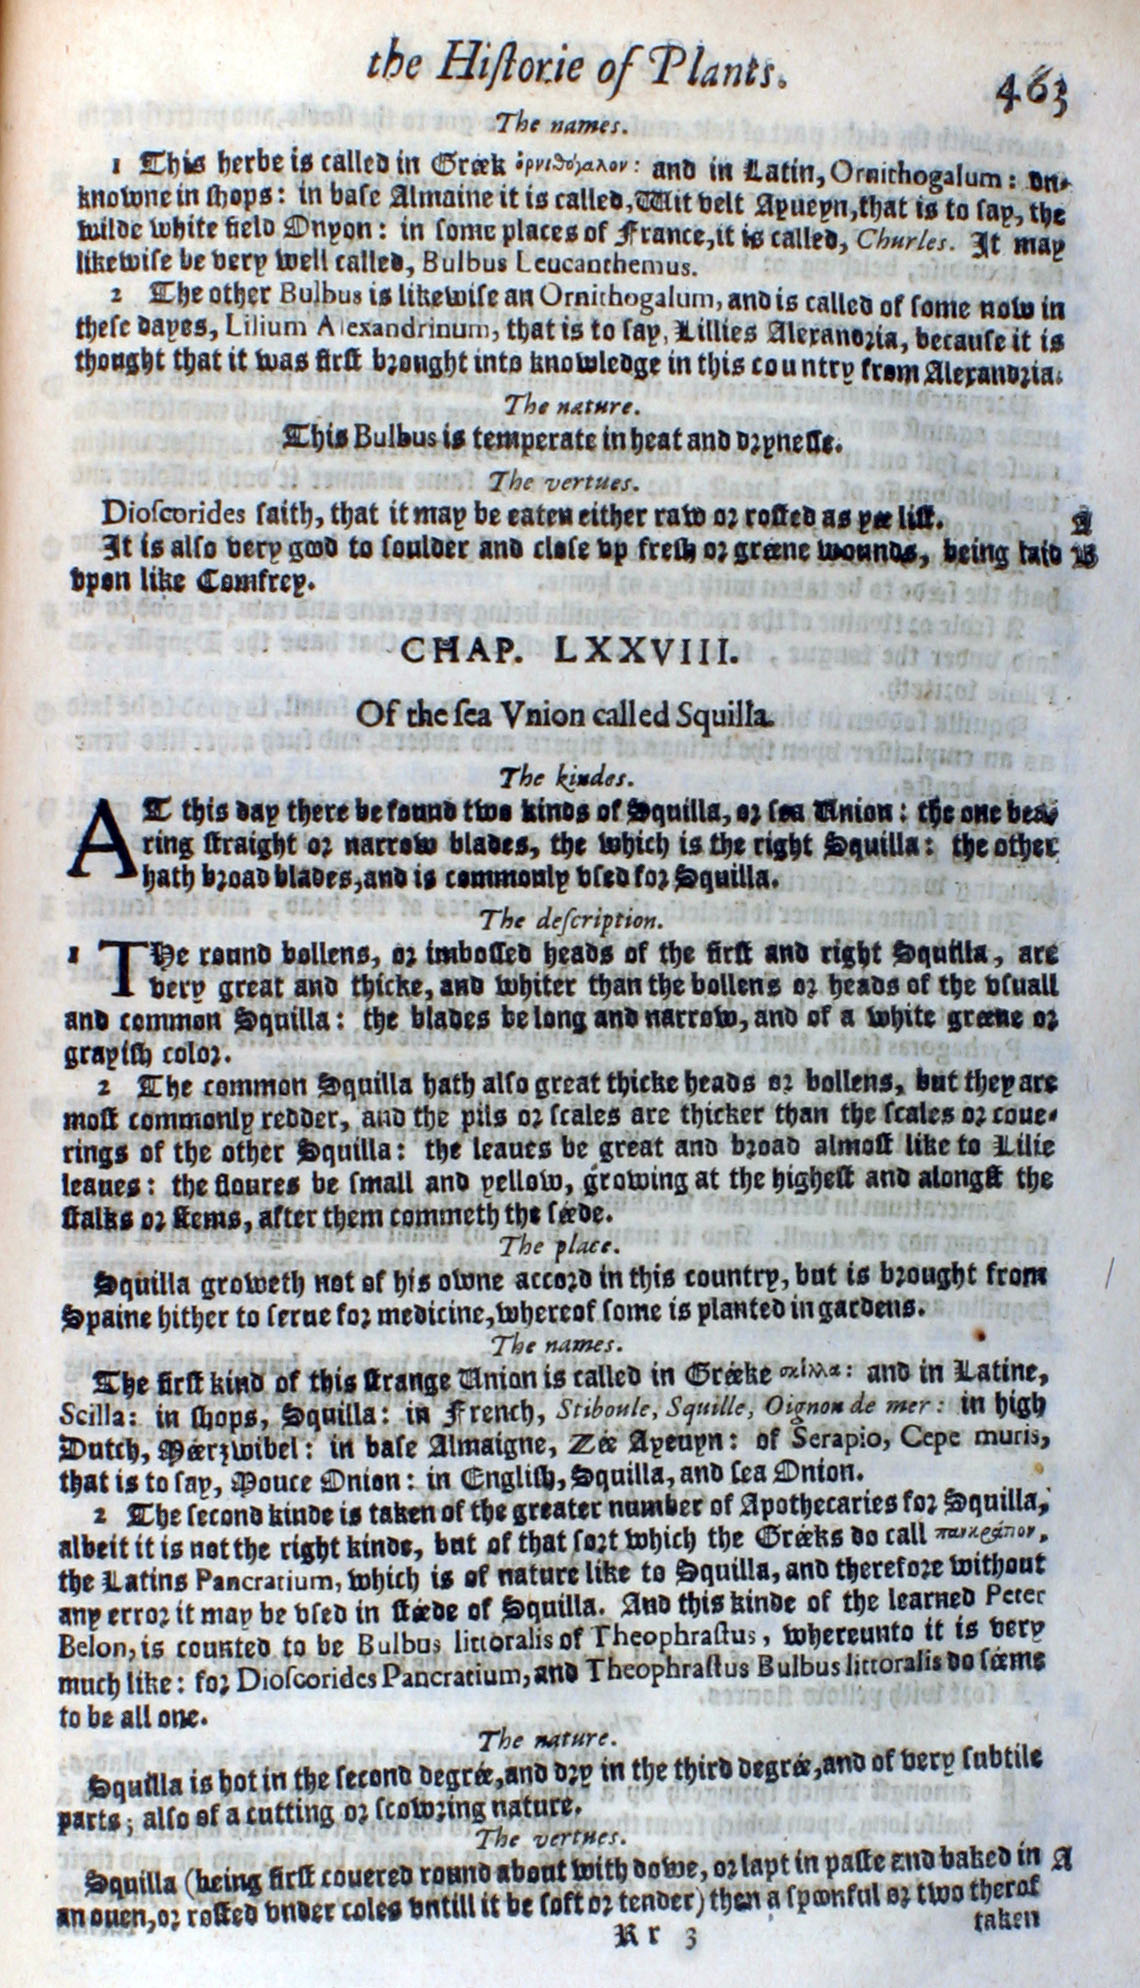 the Hiſtorie of Plants. 463
The names.
1 This herbe is called in Greek ὀρνιθόγαλον: and in Latin, Ornithogalum: vn-
knowne in ſhops: in baſe Almaine it is called, Wit velt Ayueyn, that is to ſay, the
wilde white field Onyon: in ſome places of France, it is called, Churles. It may
likewiſe be very well called, Bulbus Leucanthemus.
2 The other Bulbus is likewiſe an Ornithogalum, and is called of ſome now in
theſe dayes, Lilium Alexandrinum, that is to ſay, Lillies Alexandria, becauſe it is
thought that it was firſt brought into knowledge in this country from Alexandria.
The nature.
This Bulbus is temperate in heat and dryneſſe.
The vertues.
Dioſcorides ſaith, that it may be eaten either raw or roſted as yee liſt. A
It is alſo very good to ſoulder and cloſe vp freſh or greene wounds, being laid B
vpon like Comfrey.
CHAP. LXXVIII.
Of the ſea Vnion called Squilla.
The kindes.
AT this day there be found two kinds of Squilla, or ſea Union: the one bea-
ring ſtraight or narrow blades, the which is the right Squilla: the other
hath broad blades, and is commonly vſed for Squilla.
The deſcription.
1 THe round bollens, or imboſſed heads of the firſt and right Squilla, are
very great and thicke, and whiter than the bollens or heads of the vſuall
and common Squilla: the blades be long and narrow, and of a white greene or
grayiſh color.
2 The common Squilla hath alſo great thicke heads or bollens, but they are
moſt commonly redder, and the pils or ſcales are thicker than the ſcales or coue-
rings of the other Squilla: the leaues be great and broad almoſt like to Lilie
leaues: the floures be ſmall and yellow, growing at the higheſt and alongſt the
ſtalks or ſtems, after them commeth the ſeede.
The place.
Squilla groweth not of his owne accord in this country, but is brought from
Spaine hither to ſerue for medicine, whereof ſome is planted in gardens.
The names.
The firſt kind of this ſtrange Union is called in Greeke σκίλλα: and in Latine,
Scilla: in ſhops, Squilla: in French, Stiboule, Squille, Oignon de mer: in high
Dutch, Meerzwibel: in baſe Almaigne, Zee Ayeuyn: of Serapio, Cepe muris,
that is to ſay, Mouce Onion: in Engliſh, Squilla, and ſea Onion.
2 The ſecond kinde is taken of the greater number of Apothecaries for Squilla,
albeit it is not the right kinde, but of that ſort which the Greeks do call παγκράτιον,
the Latins Pancratium, which is of nature like to Squilla, and therefore without
any error it may be vſed in ſteede of Squilla. And this kinde of the learned Peter
Belon, is counted to be Bulbus littoralis of Theophraſtus, whereunto it is very
much like: for Dioſcorides Pancratium, and Theophraſtus Bulbus littoralis do ſeeme
to be all one.
The nature.
Squilla is hot in the ſecond degree, and dry in the third degree, and of very ſubtile
parts; alſo of a cutting or ſcowring nature.
The vertues.
Squilla (being firſt couered round about with dowe, or lapt in paſte and baked in A
an ouen, or roſted vnder coles vntill it be ſoft or tender) then a ſpoonful or two therof
Rr 3 taken